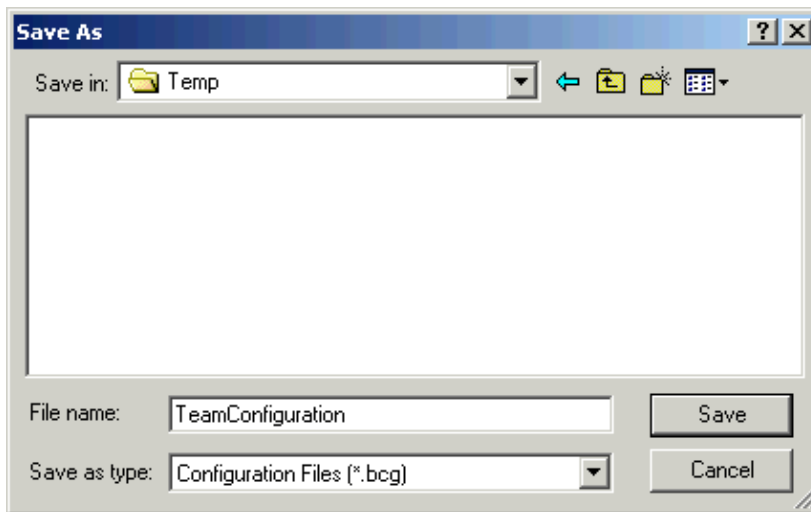 Save As
Save in: Temp
File name: TeamConfiguration Save
Save as type: Configuration Files (*.bcg) Cancel